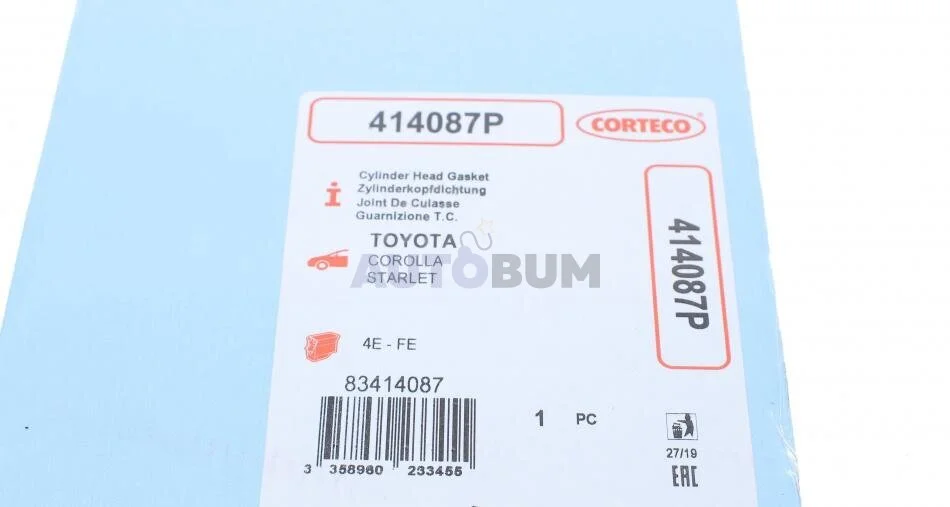 414087P
CORTECO
Cylinder Head Gasket
Zylinderkopfdichtung
Joint De Culasse
Guarnizione T.C.
TOYOTA
COROLLA
STARLET
AUTOBUM
414087P
4E - FE
83414087
1 PC
3 358960 233455
27/19
EAC